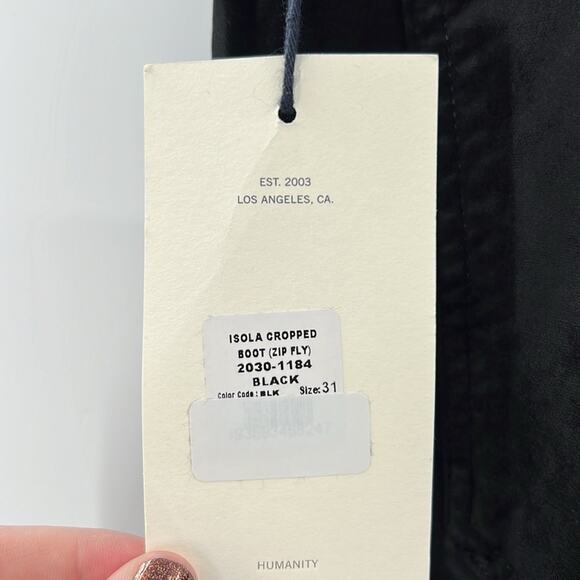 EST. 2003
LOS ANGELES, CA.
ISOLA CROPPED
BOOT (ZIP FLY)
2030-1184
BLACK
Color Code: BLK Size: 31
HUMANITY